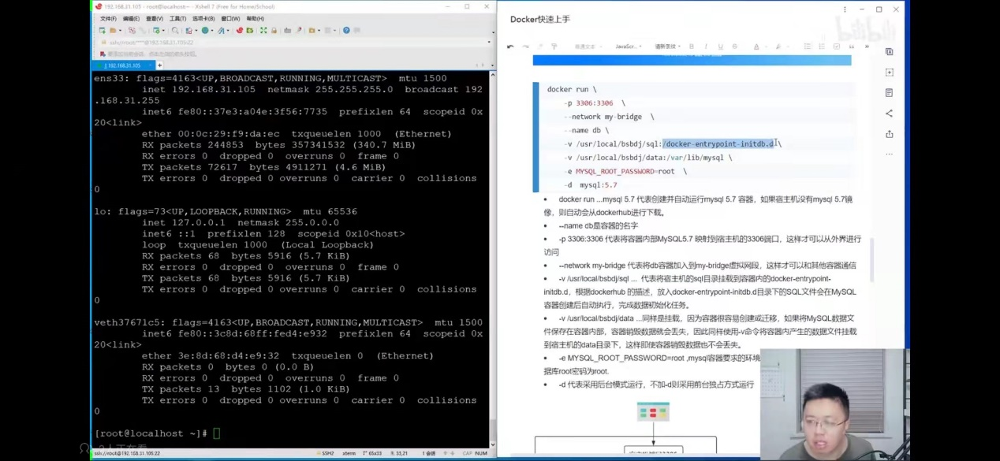 192.168.31.105 - root@localhost:~ - Xshell 7 (Free for Home/School)
文件(F) 编辑(E) 查看(V) 工具(T) 选项卡(B) 窗口(W) 帮助(H)
1 192.168.31.105
ens33: flags=4163<UP,BROADCAST,RUNNING,MULTICAST>  mtu 1500
inet 192.168.31.105  netmask 255.255.255.0  broadcast 192
.168.31.255
inet6 fe80::37e3:a04e:3f56:7735  prefixlen 64  scopeid 0x
20<link>
ether 00:0c:29:f9:da:ec  txqueuelen 1000  (Ethernet)
RX packets 244853  bytes 357341532 (340.7 MiB)
RX errors 0  dropped 0  overruns 0  frame 0
TX packets 72617  bytes 4911271 (4.6 MiB)
TX errors 0  dropped 0 overruns 0  carrier 0  collisions
0
lo: flags=73<UP,LOOPBACK,RUNNING>  mtu 65536
inet 127.0.0.1  netmask 255.0.0.0
inet6 ::1  prefixlen 128  scopeid 0x10<host>
loop  txqueuelen 1000  (Local Loopback)
RX packets 68  bytes 5916 (5.7 KiB)
RX errors 0  dropped 0  overruns 0  frame 0
TX packets 68  bytes 5916 (5.7 KiB)
TX errors 0  dropped 0 overruns 0  carrier 0  collisions
0
veth37671c5: flags=4163<UP,BROADCAST,RUNNING,MULTICAST>  mtu 1500
inet6 fe80::3c8d:68ff:fed4:e932  prefixlen 64  scopeid 0x
20<link>
ether 3e:8d:68:d4:e9:32  txqueuelen 0  (Ethernet)
RX packets 0  bytes 0 (0.0 B)
RX errors 0  dropped 0  overruns 0  frame 0
TX packets 13  bytes 1102 (1.0 KiB)
TX errors 0  dropped 0 overruns 0  carrier 0  collisions
0
[root@localhost ~]#
2人正在看
ssh://root@192.168.31.105:22 SSH2 xterm 65x33 33,21 1 会话 CAP NUM
Docker快速上手
bilibili
docker run \
-p 3306:3306 \
--network my-bridge \
--name db \
-v /usr/local/bsbdj/sql:/docker-entrypoint-initdb.d \
-v /usr/local/bsbdj/data:/var/lib/mysql \
-e MYSQL_ROOT_PASSWORD=root \
-d mysql:5.7
• docker run ...mysql 5.7 代表创建并自动运行mysql 5.7 容器，如果宿主机没有mysql 5.7镜
像，则自动会从dockerhub进行下载。
• --name db是容器的名字
• -p 3306:3306 代表将容器内部MySQL5.7 映射到宿主机的3306端口，这样才可以从外界进行
访问
• --network my-bridge 代表将db容器加入到my-bridge虚拟网段，这样才可以和其他容器通信
• -v /usr/local/bsbdj/sql ... 代表将宿主机的sql目录挂载到容器内的docker-entrypoint-
initdb.d，根据dockerhub 的描述，放入docker-entrypoint-initdb.d目录下的SQL文件会在MySQL
容器创建后自动执行，完成数据初始化任务。
• -v /usr/local/bsbdj/data ...同样是挂载，因为容器很容易创建或迁移，如果将MySQL数据文
件保存在容器内部，容器销毁数据就会丢失，因此同样使用-v命令将容器内产生的数据文件挂载
到宿主机的data目录下，这样即使容器销毁数据也不会丢失。
• -e MYSQL_ROOT_PASSWORD=root ,mysql容器要求的环境
据库root密码为root.
• -d 代表采用后台模式运行，不加-d则采用前台独占方式运行